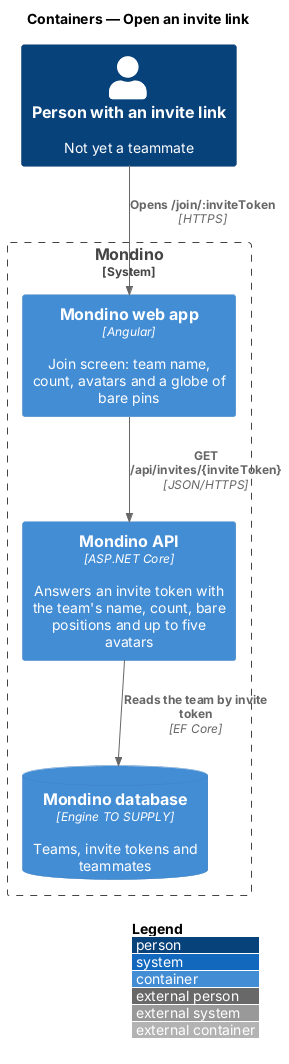 Containers — Open an invite link
Person with an invite link
Not yet a teammate
Opens /join/:inviteToken
[HTTPS]
Mondino
[System]
Mondino web app
[Angular]
Join screen: team name,
count, avatars and a globe of
bare pins
GET
/api/invites/{inviteToken}
[JSON/HTTPS]
Mondino API
[ASP.NET Core]
Answers an invite token with
the team's name, count, bare
positions and up to five
avatars
Reads the team by invite
token
[EF Core]
Mondino database
[Engine TO SUPPLY]
Teams, invite tokens and
teammates
Legend
person
system
container
external person
external system
external container